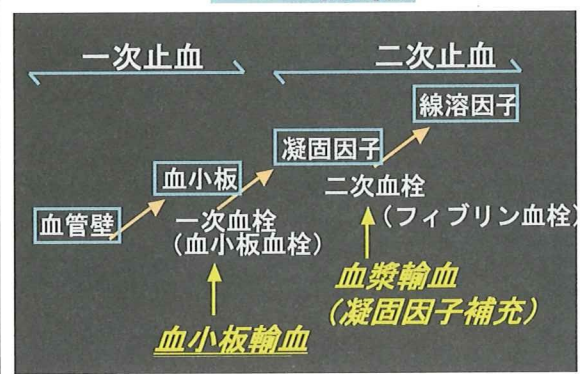 一次止血
二次止血
線溶因子
凝固因子
血小板
二次血栓
(フィブリン血栓)
血管壁
一次血栓
(血小板血栓)
血漿輸血
(凝固因子補充)
血小板輸血